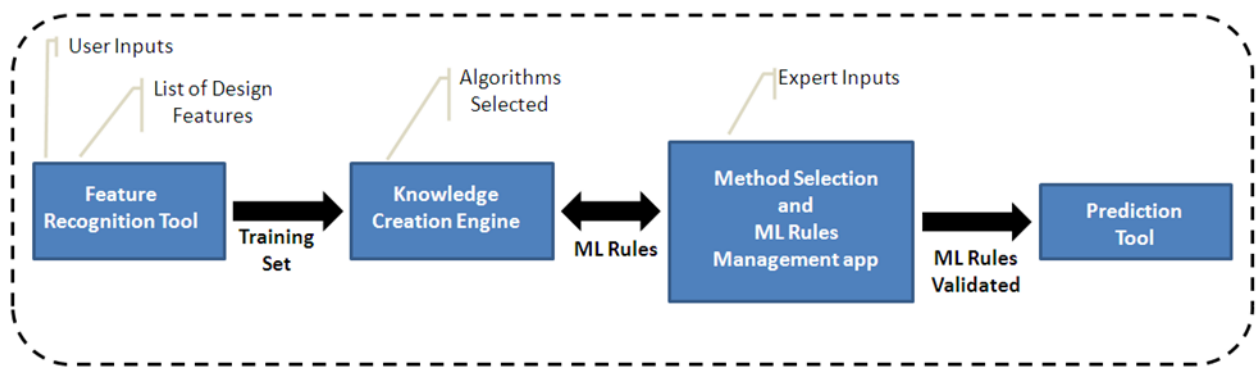 User Inputs
List of Design
Features
Algorithms
Selected
Expert Inputs
Feature
Recognition Tool
Training
Set
Knowledge
Creation Engine
ML Rules
Method Selection
and
ML Rules
Management app
ML Rules
Validated
Prediction
Tool